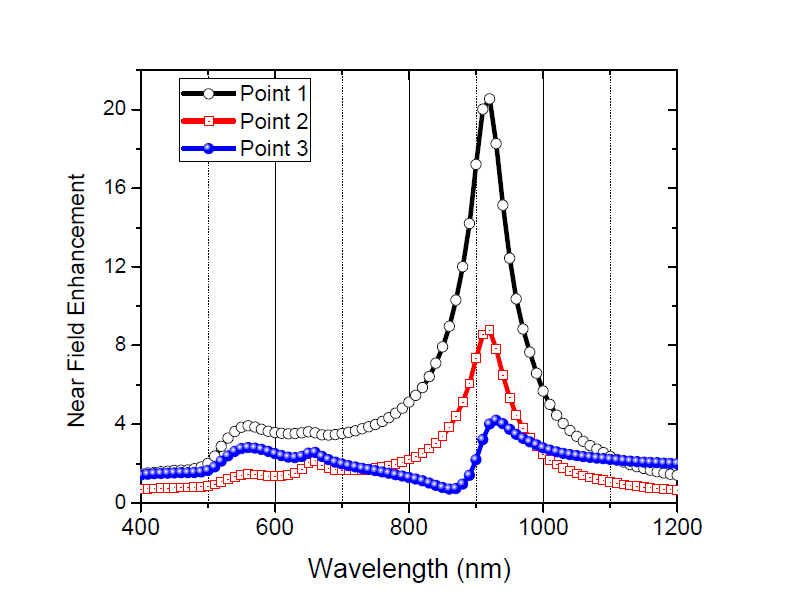 Point 1
Point 2
Point 3
20
16
12
8
4
0
Near Field Enhancement
400
600
800
1000
1200
Wavelength (nm)